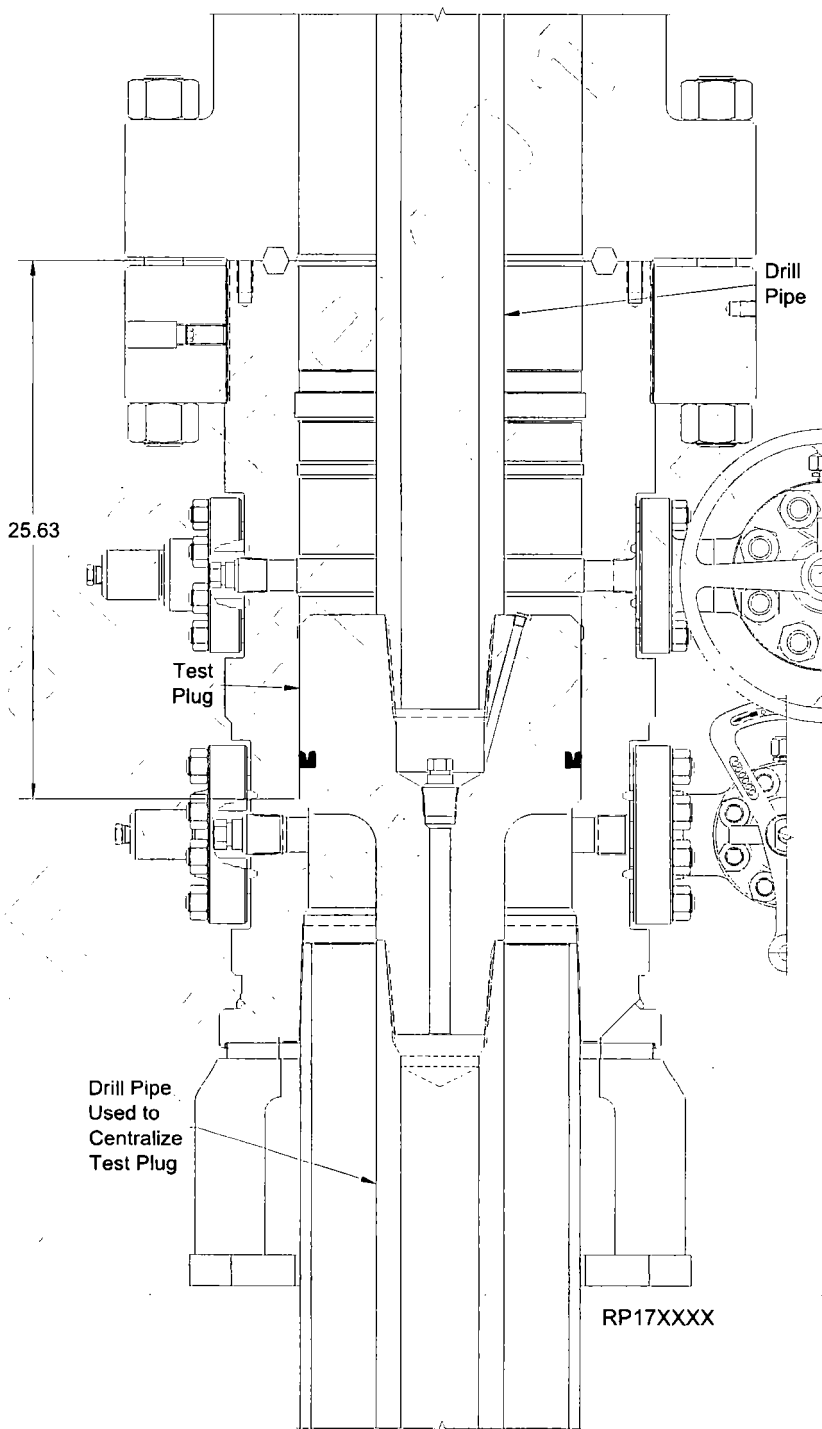 Drill
Pipe
25.63
Test
Plug
Drill Pipe
Used to
Centralize
Test Plug
RP17XXXX